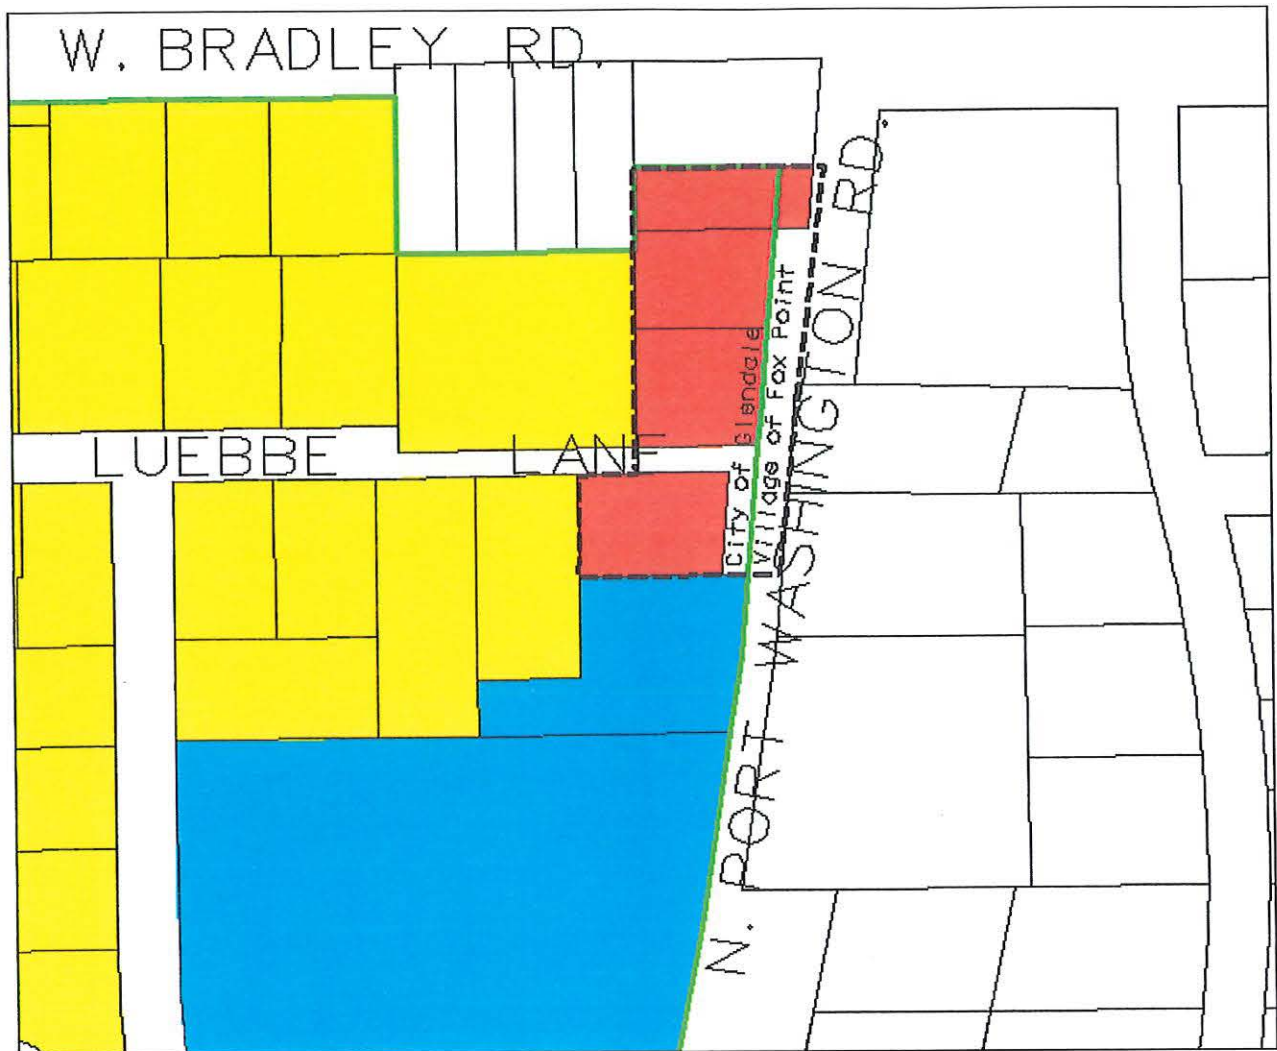 W. BRADLEY RD.
LUEBBE LANE
City of Glendale
Village of Fox Point
N. PORT WASHINGTON RD.